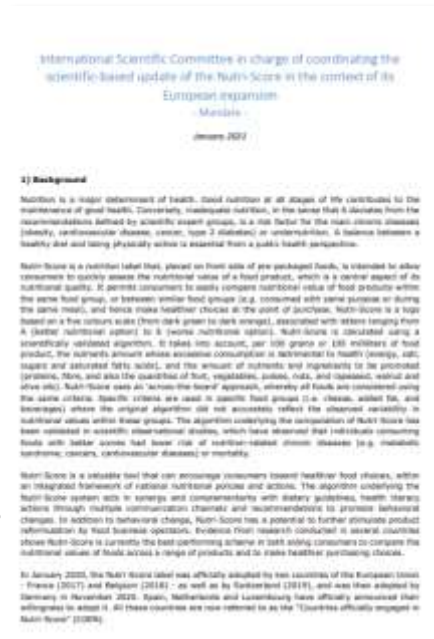 International Scientific Committee in charge of coordinating the
scientific-based update of the Nutri-Score in the context of its
European expansion
- Mandate -
January 2021
1) Background
Nutrition is a major determinant of health. Good nutrition at all stages of life contributes to the
maintenance of good health. Conversely, inadequate nutrition, in the sense that it deviates from the
recommendations defined by scientific expert groups, is a risk factor for the main chronic diseases
(obesity, cardiovascular disease, cancer, type 2 diabetes) or undernutrition. A balance between a
healthy diet and being physically active is essential from a public health perspective.
Nutri-Score is a nutrition label that, placed on front side of pre-packaged foods, is intended to allow
consumers to quickly assess the nutritional value of a food product, which is a central aspect of its
nutritional quality. It permits consumers to easily compare nutritional value of food products within
the same food group, or between similar food groups (e.g. consumed with same purpose or during
the same meal), and hence make healthier choices at the point of purchase. Nutri-Score is a logo
based on a five colours scale (from dark green to dark orange), associated with letters ranging from
A (better nutritional option) to E (worse nutritional option). Nutri-Score is calculated using a
scientifically validated algorithm. It takes into account, per 100 grams or 100 milliliters of food
product, the nutrients amount whose excessive consumption is detrimental to health (energy, salt,
sugars and saturated fatty acids), and the amount of nutrients and ingredients to be promoted
(proteins, fibre, and also the quantities of fruit, vegetables, pulses, nuts, and rapeseed, walnut and
olive oils). Nutri-Score uses an 'across-the-board' approach, whereby all foods are considered using
the same criteria. Specific criteria are used in specific food groups (i.e. cheese, added fat, and
beverages) where the original algorithm did not accurately reflect the observed variability in
nutritional values within these groups. The algorithm underlying the computation of Nutri-Score has
been validated in scientific observational studies, which have observed that individuals consuming
foods with better scores had lower risk of nutrition-related chronic diseases (e.g. metabolic
syndrome, cancers, cardiovascular diseases) or mortality.
Nutri-Score is a valuable tool that can encourage consumers toward healthier food choices, within
an integrated framework of national nutritional policies and actions. The algorithm underlying the
Nutri-Score system acts in synergy and complementarity with dietary guidelines, health literacy
actions through multiple communication channels and recommendations to promote behavioral
changes. In addition to behavioral change, Nutri-Score has a potential to further stimulate product
reformulation by food business operators. Evidence from research conducted in several countries
shows Nutri-Score is currently the best-performing scheme in both aiding consumers to compare the
nutritional values of foods across a range of products and to make healthier purchasing choices.
In January 2020, the Nutri-Score label was officially adopted by two countries of the European Union
- France (2017) and Belgium (2018) - as well as by Switzerland (2019), and was then adopted by
Germany in November 2020. Spain, Netherlands and Luxembourg have officially announced their
willingness to adopt it. All these countries are now referred to as the "Countries officially engaged in
Nutri-Score" (COEN).